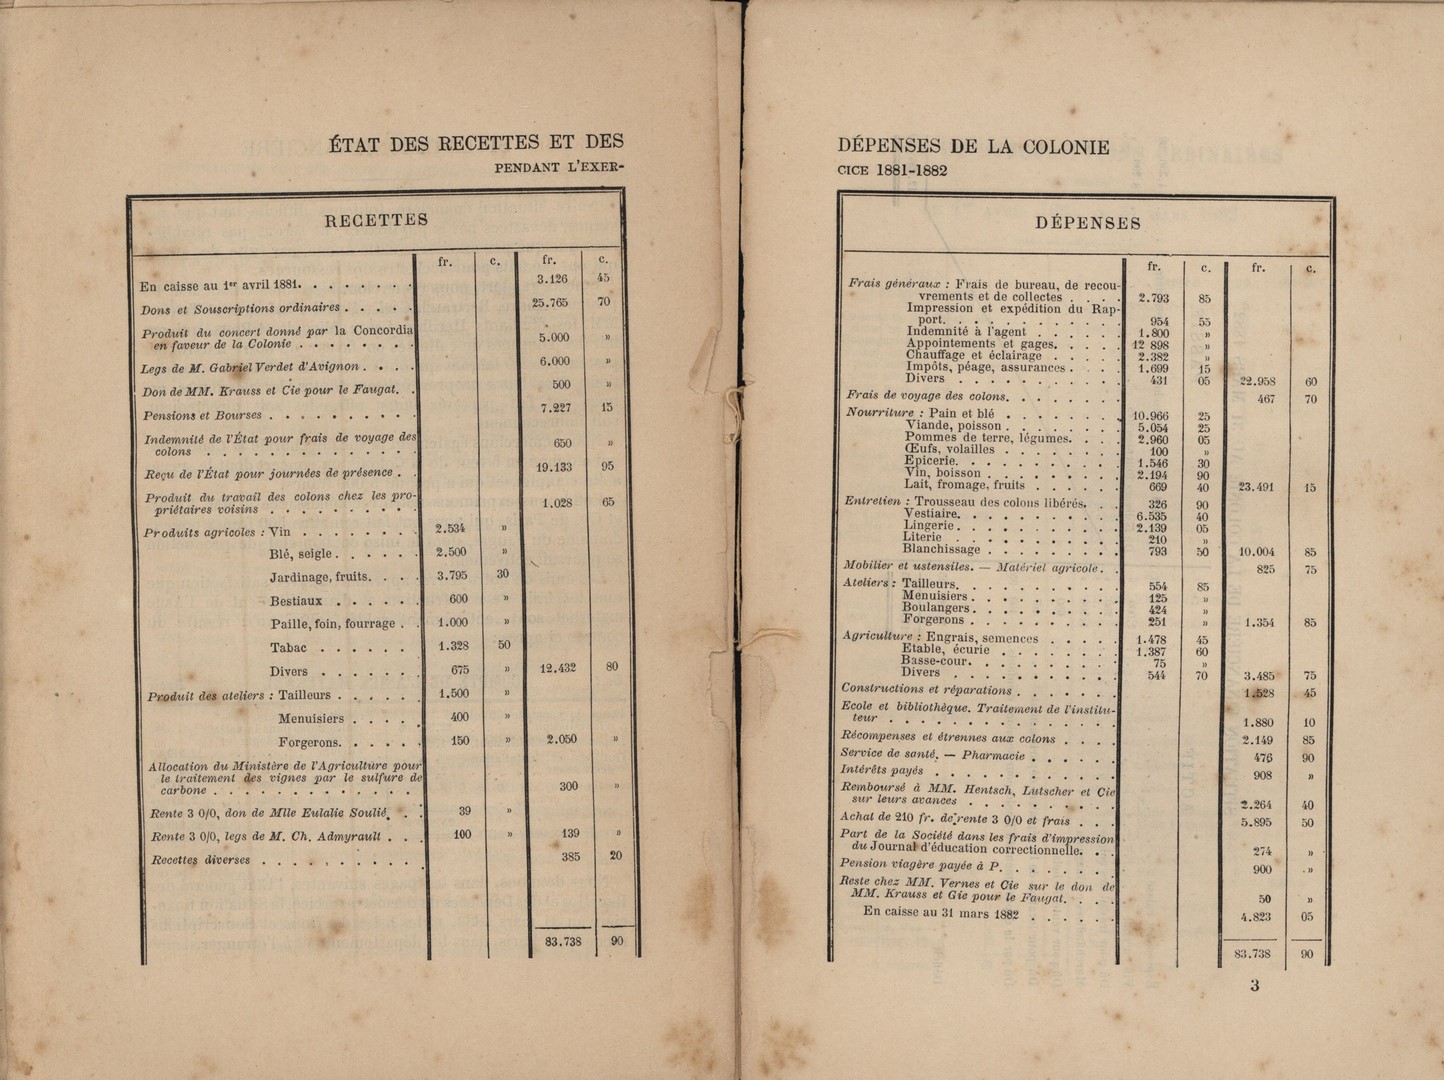 ÉTAT DES RECETTES ET DES
PENDANT L'EXER-
RECETTES
fr. c. fr. c.
En caisse au 1er avril 1881. . . . . . . . 3.126 45
Dons et Souscriptions ordinaires . . . . . 25.765 70
Produit du concert donné par la Concordia
en faveur de la Colonie . . . . . . . . 5.000 »
Legs de M. Gabriel Verdet d'Avignon . . . . 6.000 »
Don de MM. Krauss et Cie pour le Faugat. . 500 »
Pensions et Bourses . . . . . . . . . . 7.227 15
Indemnité de l'État pour frais de voyage des
colons . . . . . . . . . . . . . . 650 »
Reçu de l'État pour journées de présence . . 19.133 95
Produit du travail des colons chez les pro-
priétaires voisins . . . . . . . . . . 1.028 65
Produits agricoles : Vin . . . . . . . . 2.534 »
Blé, seigle . . . . . . 2.500 »
Jardinage, fruits. . . . 3.795 30
Bestiaux . . . . . . 600 »
Paille, foin, fourrage . . 1.000 »
Tabac . . . . . . 1.328 50
Divers . . . . . . . 675 » 12.432 80
Produit des ateliers : Tailleurs . . . . . . 1.500 »
Menuisiers . . . . . 400 »
Forgerons. . . . . . 150 » 2.050 »
Allocation du Ministère de l'Agriculture pour
le traitement des vignes par le sulfure de
carbone . . . . . . . . . . . . . 300 »
Rente 3 0/0, don de Mlle Eulalie Soulié. . . 39 »
Rente 3 0/0, legs de M. Ch. Admyrault . . 100 » 139 »
Recettes diverses . . . . . . . . . . . 385 20
83.738 90
DÉPENSES DE LA COLONIE
CICE 1881-1882
DÉPENSES
fr. c. fr. c.
Frais généraux : Frais de bureau, de recou-
vrements et de collectes . . . . 2.793 85
Impression et expédition du Rap-
port. . . . . . . . . . . . 954 55
Indemnité à l'agent . . . . . . 1.800 »
Appointements et gages. . . . . 12 898 »
Chauffage et éclairage . . . . . 2.382 »
Impôts, péage, assurances . . . . 1.699 15
Divers . . . . . . . . . . . 431 05 22.958 60
Frais de voyage des colons. . . . . . . . 467 70
Nourriture : Pain et blé . . . . . . . . 10.966 25
Viande, poisson . . . . . . . . 5.054 25
Pommes de terre, légumes. . . . 2.960 05
Œufs, volailles . . . . . . . . 100 »
Epicerie. . . . . . . . . . . 1.546 30
Vin, boisson . . . . . . . . . 2.194 90
Lait, fromage, fruits . . . . . . 669 40 23.491 15
Entretien : Trousseau des colons libérés. . . 326 90
Vestiaire. . . . . . . . . . . 6.535 40
Lingerie . . . . . . . . . . . 2.139 05
Literie . . . . . . . . . . . 210 »
Blanchissage . . . . . . . . . 793 50 10.004 85
Mobilier et ustensiles. — Matériel agricole. . 825 75
Ateliers : Tailleurs. . . . . . . . . . . 554 85
Menuisiers . . . . . . . . . . 125 »
Boulangers. . . . . . . . . . 424 »
Forgerons . . . . . . . . . . 251 » 1.354 85
Agriculture : Engrais, semences . . . . . 1.478 45
Etable, écurie . . . . . . . . 1.387 60
Basse-cour. . . . . . . . . . 75 »
Divers . . . . . . . . . . . 544 70 3.485 75
Constructions et réparations . . . . . . . 1.528 45
Ecole et bibliothèque. Traitement de l'institu-
teur . . . . . . . . . . . . . . 1.880 10
Récompenses et étrennes aux colons . . . . 2.149 85
Service de santé. — Pharmacie . . . . . . 476 90
Intérêts payés . . . . . . . . . . . . 908 »
Remboursé à MM. Hentsch, Lutscher et Cie
sur leurs avances . . . . . . . . . . 2.264 40
Achat de 210 fr. de rente 3 0/0 et frais . . . 5.895 50
Part de la Société dans les frais d'impression
du Journal d'éducation correctionnelle. . . 274 »
Pension viagère payée à P. . . . . . . . 900 »
Reste chez MM. Vernes et Cie sur le don de
MM. Krauss et Cie pour le Faugat. . . . 50 »
En caisse au 31 mars 1882 . . . . . . 4.823 05
83.738 90
3